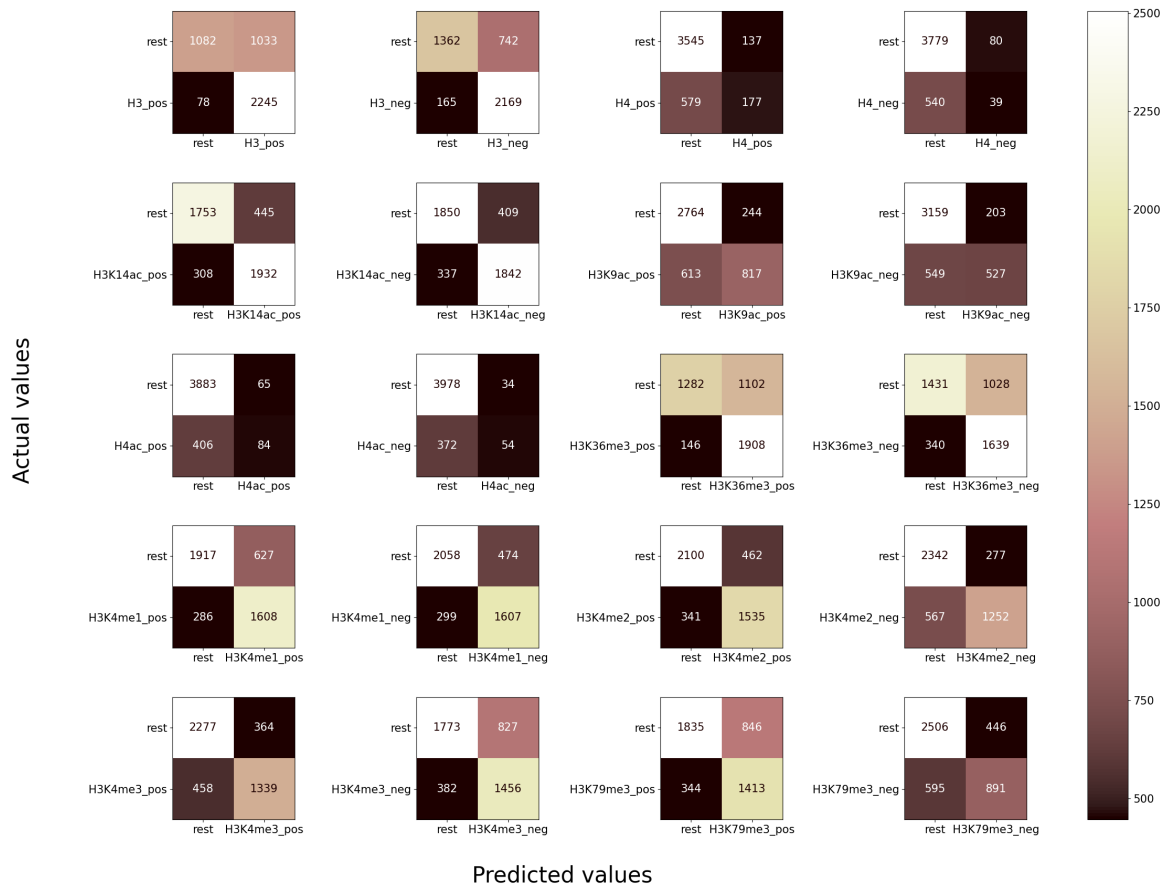 rest 1082 1033
H3_pos 78 2245
rest H3_pos
rest 1362 742
H3_neg 165 2169
rest H3_neg
rest 3545 137
H4_pos 579 177
rest H4_pos
rest 3779 80
H4_neg 540 39
rest H4_neg
rest 1753 445
H3K14ac_pos 308 1932
rest H3K14ac_pos
rest 1850 409
H3K14ac_neg 337 1842
rest H3K14ac_neg
rest 2764 244
H3K9ac_pos 613 817
rest H3K9ac_pos
rest 3159 203
H3K9ac_neg 549 527
rest H3K9ac_neg
rest 3883 65
H4ac_pos 406 84
rest H4ac_pos
rest 3978 34
H4ac_neg 372 54
rest H4ac_neg
rest 1282 1102
H3K36me3_pos 146 1908
rest H3K36me3_pos
rest 1431 1028
H3K36me3_neg 340 1639
rest H3K36me3_neg
rest 1917 627
H3K4me1_pos 286 1608
rest H3K4me1_pos
rest 2058 474
H3K4me1_neg 299 1607
rest H3K4me1_neg
rest 2100 462
H3K4me2_pos 341 1535
rest H3K4me2_pos
rest 2342 277
H3K4me2_neg 567 1252
rest H3K4me2_neg
rest 2277 364
H3K4me3_pos 458 1339
rest H3K4me3_pos
rest 1773 827
H3K4me3_neg 382 1456
rest H3K4me3_neg
rest 1835 846
H3K79me3_pos 344 1413
rest H3K79me3_pos
rest 2506 446
H3K79me3_neg 595 891
rest H3K79me3_neg
Actual values
Predicted values
2500
2250
2000
1750
1500
1250
1000
750
500